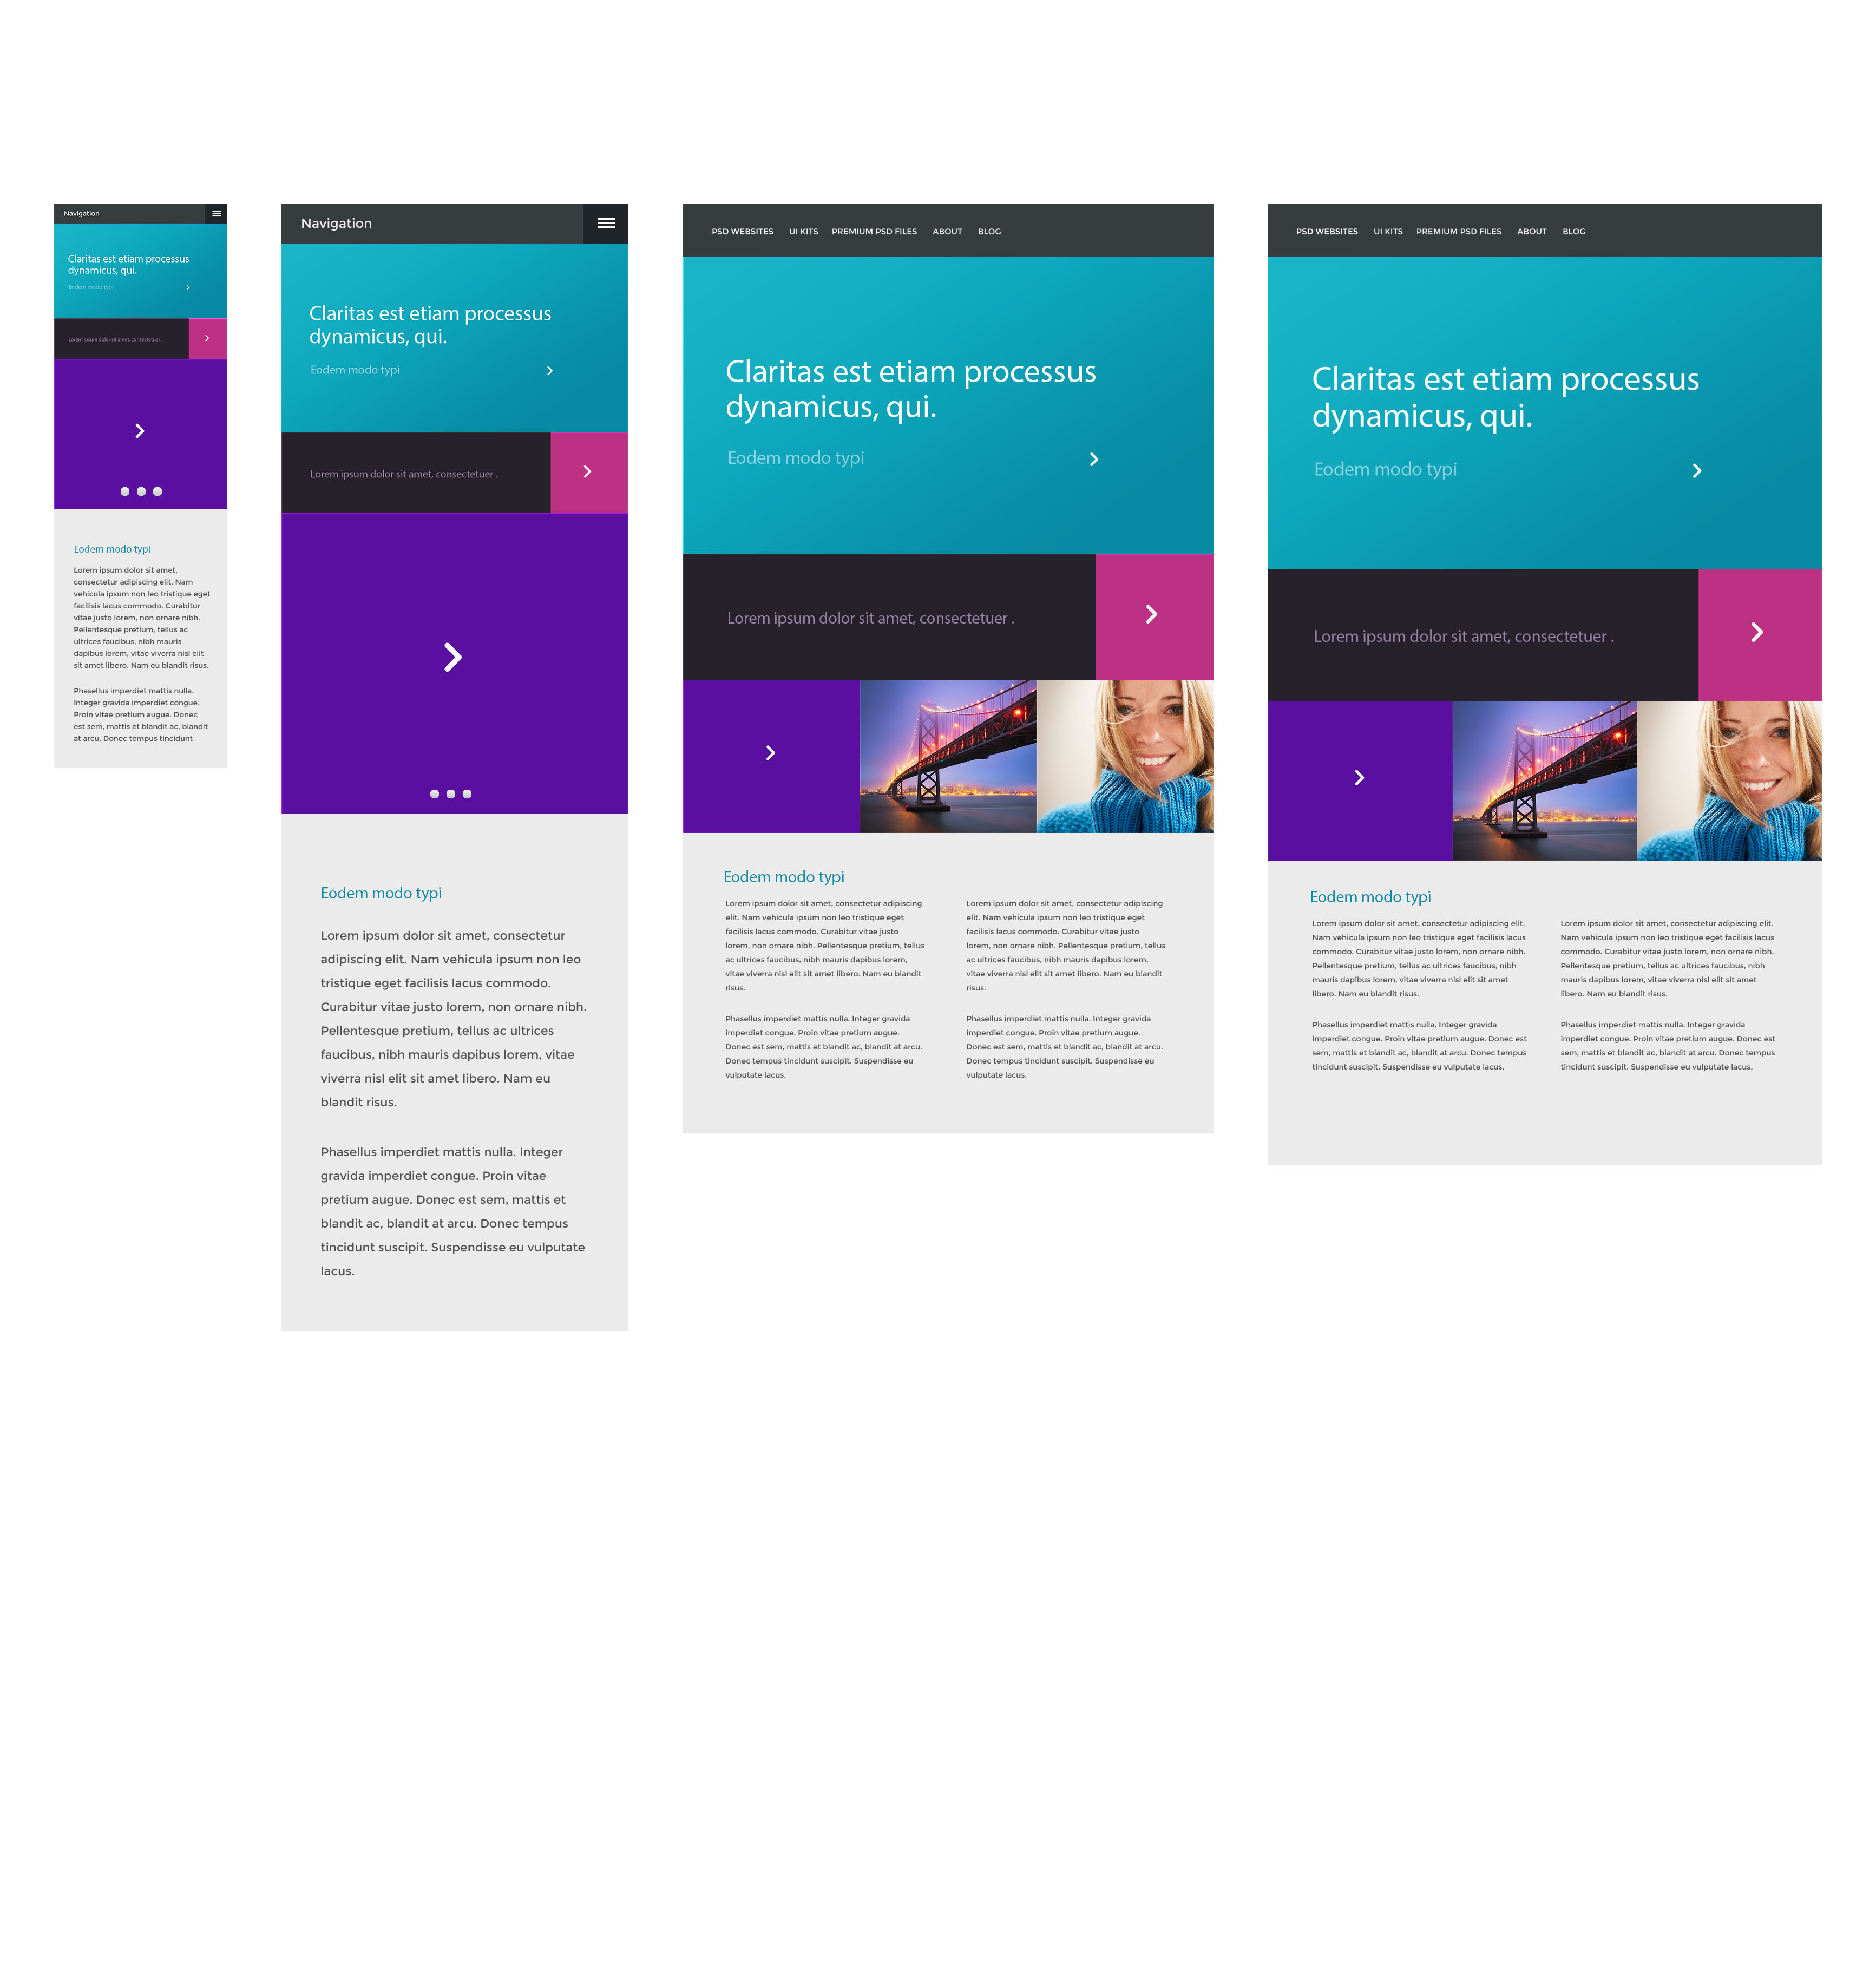 Navigation
Claritas est etiam processus
dynamicus, qui.
Eodem modo typi
Lorem ipsum dolor sit amet, consectetuer .
Eodem modo typi
Lorem ipsum dolor sit amet,
consectetur adipiscing elit. Nam
vehicula ipsum non leo tristique eget
facilisis lacus commodo. Curabitur
vitae justo lorem, non ornare nibh.
Pellentesque pretium, tellus ac
ultrices faucibus, nibh mauris
dapibus lorem, vitae viverra nisl elit
sit amet libero. Nam eu blandit risus.
Phasellus imperdiet mattis nulla.
Integer gravida imperdiet congue.
Proin vitae pretium augue. Donec
est sem, mattis et blandit ac, blandit
at arcu. Donec tempus tincidunt
Navigation
Claritas est etiam processus
dynamicus, qui.
Eodem modo typi
Lorem ipsum dolor sit amet, consectetuer .
Eodem modo typi
Lorem ipsum dolor sit amet, consectetur
adipiscing elit. Nam vehicula ipsum non leo
tristique eget facilisis lacus commodo.
Curabitur vitae justo lorem, non ornare nibh.
Pellentesque pretium, tellus ac ultrices
faucibus, nibh mauris dapibus lorem, vitae
viverra nisl elit sit amet libero. Nam eu
blandit risus.
Phasellus imperdiet mattis nulla. Integer
gravida imperdiet congue. Proin vitae
pretium augue. Donec est sem, mattis et
blandit ac, blandit at arcu. Donec tempus
tincidunt suscipit. Suspendisse eu vulputate
lacus.
PSD WEBSITES UI KITS PREMIUM PSD FILES ABOUT BLOG
Claritas est etiam processus
dynamicus, qui.
Eodem modo typi
Lorem ipsum dolor sit amet, consectetuer .
Eodem modo typi
Lorem ipsum dolor sit amet, consectetur adipiscing
elit. Nam vehicula ipsum non leo tristique eget
facilisis lacus commodo. Curabitur vitae justo
lorem, non ornare nibh. Pellentesque pretium, tellus
ac ultrices faucibus, nibh mauris dapibus lorem,
vitae viverra nisl elit sit amet libero. Nam eu blandit
risus.
Phasellus imperdiet mattis nulla. Integer gravida
imperdiet congue. Proin vitae pretium augue.
Donec est sem, mattis et blandit ac, blandit at arcu.
Donec tempus tincidunt suscipit. Suspendisse eu
vulputate lacus.
Lorem ipsum dolor sit amet, consectetur adipiscing
elit. Nam vehicula ipsum non leo tristique eget
facilisis lacus commodo. Curabitur vitae justo
lorem, non ornare nibh. Pellentesque pretium, tellus
ac ultrices faucibus, nibh mauris dapibus lorem,
vitae viverra nisl elit sit amet libero. Nam eu blandit
risus.
Phasellus imperdiet mattis nulla. Integer gravida
imperdiet congue. Proin vitae pretium augue.
Donec est sem, mattis et blandit ac, blandit at arcu.
Donec tempus tincidunt suscipit. Suspendisse eu
vulputate lacus.
PSD WEBSITES UI KITS PREMIUM PSD FILES ABOUT BLOG
Claritas est etiam processus
dynamicus, qui.
Eodem modo typi
Lorem ipsum dolor sit amet, consectetuer .
Eodem modo typi
Lorem ipsum dolor sit amet, consectetur adipiscing elit.
Nam vehicula ipsum non leo tristique eget facilisis lacus
commodo. Curabitur vitae justo lorem, non ornare nibh.
Pellentesque pretium, tellus ac ultrices faucibus, nibh
mauris dapibus lorem, vitae viverra nisl elit sit amet
libero. Nam eu blandit risus.
Phasellus imperdiet mattis nulla. Integer gravida
imperdiet congue. Proin vitae pretium augue. Donec est
sem, mattis et blandit ac, blandit at arcu. Donec tempus
tincidunt suscipit. Suspendisse eu vulputate lacus.
Lorem ipsum dolor sit amet, consectetur adipiscing elit.
Nam vehicula ipsum non leo tristique eget facilisis lacus
commodo. Curabitur vitae justo lorem, non ornare nibh.
Pellentesque pretium, tellus ac ultrices faucibus, nibh
mauris dapibus lorem, vitae viverra nisl elit sit amet
libero. Nam eu blandit risus.
Phasellus imperdiet mattis nulla. Integer gravida
imperdiet congue. Proin vitae pretium augue. Donec est
sem, mattis et blandit ac, blandit at arcu. Donec tempus
tincidunt suscipit. Suspendisse eu vulputate lacus.